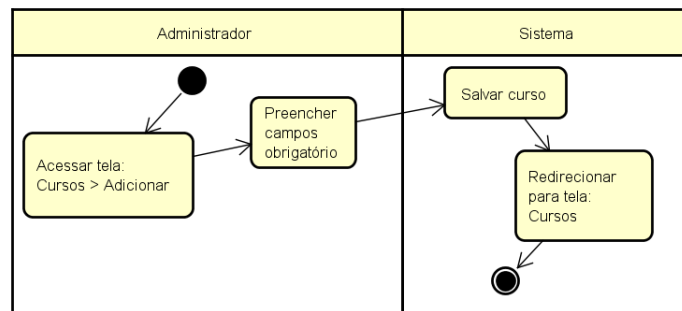 Administrador
Sistema
Acessar tela:
Cursos > Adicionar
Preencher
campos
obrigatório
Salvar curso
Redirecionar
para tela:
Cursos